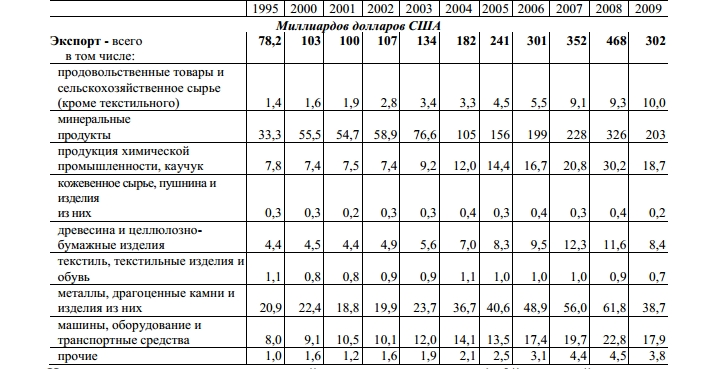 1995 2000 2001 2002 2003 2004 2005 2006 2007 2008 2009
Миллиардов долларов США
Экспорт - всего 78,2 103 100 107 134 182 241 301 352 468 302
в том числе:
продовольственные товары и
сельскохозяйственное сырье
(кроме текстильного) 1,4 1,6 1,9 2,8 3,4 3,3 4,5 5,5 9,1 9,3 10,0
минеральные
продукты 33,3 55,5 54,7 58,9 76,6 105 156 199 228 326 203
продукция химической
промышленности, каучук 7,8 7,4 7,5 7,4 9,2 12,0 14,4 16,7 20,8 30,2 18,7
кожевенное сырье, пушнина и
изделия
из них 0,3 0,3 0,2 0,3 0,3 0,4 0,3 0,4 0,3 0,4 0,2
древесина и целлюлозно-
бумажные изделия 4,4 4,5 4,4 4,9 5,6 7,0 8,3 9,5 12,3 11,6 8,4
текстиль, текстильные изделия и
обувь 1,1 0,8 0,8 0,9 0,9 1,1 1,0 1,0 1,0 0,9 0,7
металлы, драгоценные камни и
изделия из них 20,9 22,4 18,8 19,9 23,7 36,7 40,6 48,9 56,0 61,8 38,7
машины, оборудование и
транспортные средства 8,0 9,1 10,5 10,1 12,0 14,1 13,5 17,4 19,7 22,8 17,9
прочие 1,0 1,6 1,2 1,6 1,9 2,1 2,5 3,1 4,4 4,5 3,8